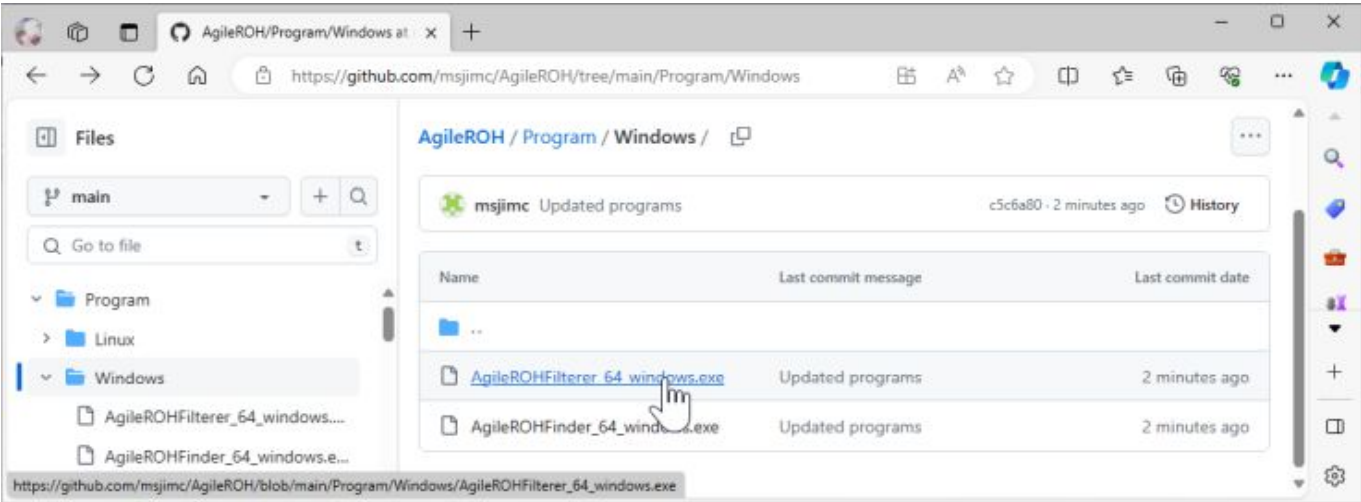 AgileROH/Program/Windows at
https://github.com/msjimc/AgileROH/tree/main/Program/Windows
Files
main
Go to file
t
Program
Linux
Windows
AgileROHFilterer_64_windows....
AgileROHFinder_64_windows.e...
AgileROH / Program / Windows /
msjimc Updated programs c5c6a80 · 2 minutes ago History
Name Last commit message Last commit date
..
AgileROHFilterer_64_windows.exe Updated programs 2 minutes ago
AgileROHFinder_64_windows.exe Updated programs 2 minutes ago
https://github.com/msjimc/AgileROH/blob/main/Program/Windows/AgileROHFilterer_64_windows.exe